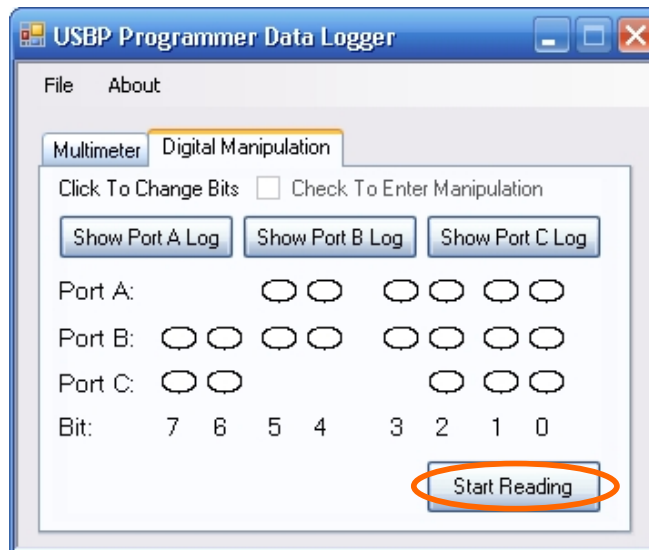 USBP Programmer Data Logger
File About
Multimeter Digital Manipulation
Click To Change Bits Check To Enter Manipulation
Show Port A Log Show Port B Log Show Port C Log
Port A:
Port B:
Port C:
Bit: 7 6 5 4 3 2 1 0
Start Reading